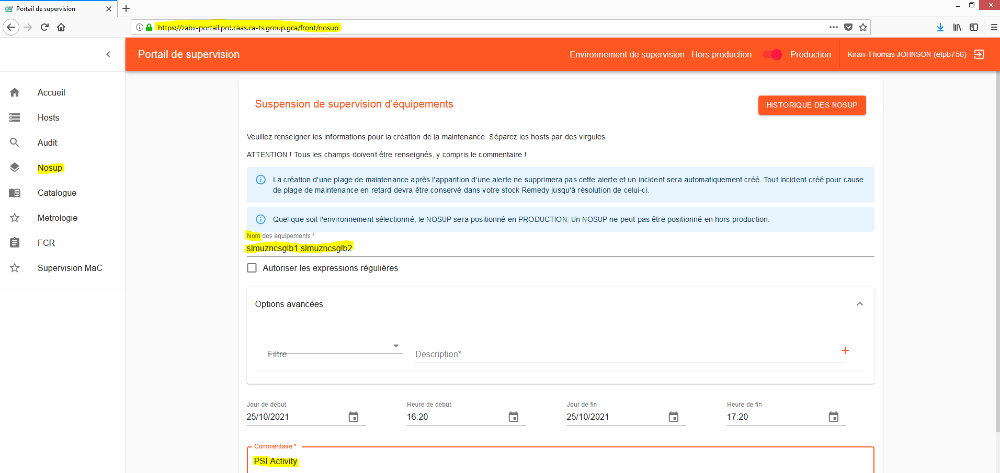 Portail de supervision
https://zabx-portail.prd.caas.ca-ts.group.gca/front/nosup
Portail de supervision
Environnement de supervision : Hors production
Production
Kiran-Thomas JOHNSON (etpb756)
Accueil
Hosts
Audit
Nosup
Catalogue
Metrologie
FCR
Supervision MaC
Suspension de supervision d'équipements
HISTORIQUE DES NOSUP
Veuillez renseigner les informations pour la création de la maintenance. Séparez les hosts par des virgules
ATTENTION ! Tous les champs doivent être renseignés, y compris le commentaire !
La création d'une plage de maintenance après l'apparition d'une alerte ne supprimera pas cette alerte et un incident sera automatiquement créé. Tout incident créé pour cause
de plage de maintenance en retard devra être conservé dans votre stock Remedy jusqu'à résolution de celui-ci.
Quel que soit l'environnement sélectionné, le NOSUP sera positionné en PRODUCTION. Un NOSUP ne peut pas être positionné en hors production.
Nom des équipements *
slmuzncsglb1 slmuzncsglb2
Autoriser les expressions régulières
Options avancées
Filtre
Description*
Jour de début
25/10/2021
Heure de début
16:20
Jour de fin
25/10/2021
Heure de fin
17:20
Commentaire *
PSI Activity